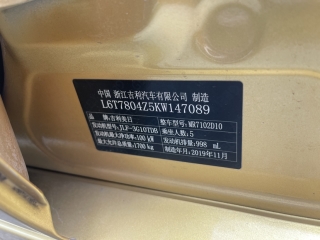 中国 浙江吉利汽车有限公司 制造
L6T7804Z5KW147089
品牌:吉利美日 整车型号:MR7102D10
发动机型号:JLF-3G10TDB 乘坐人数:5
发动机最大净功率:100 kW 发动机排量:998 mL
最大允许总质量:1700 kg 制造年月:2019年11月